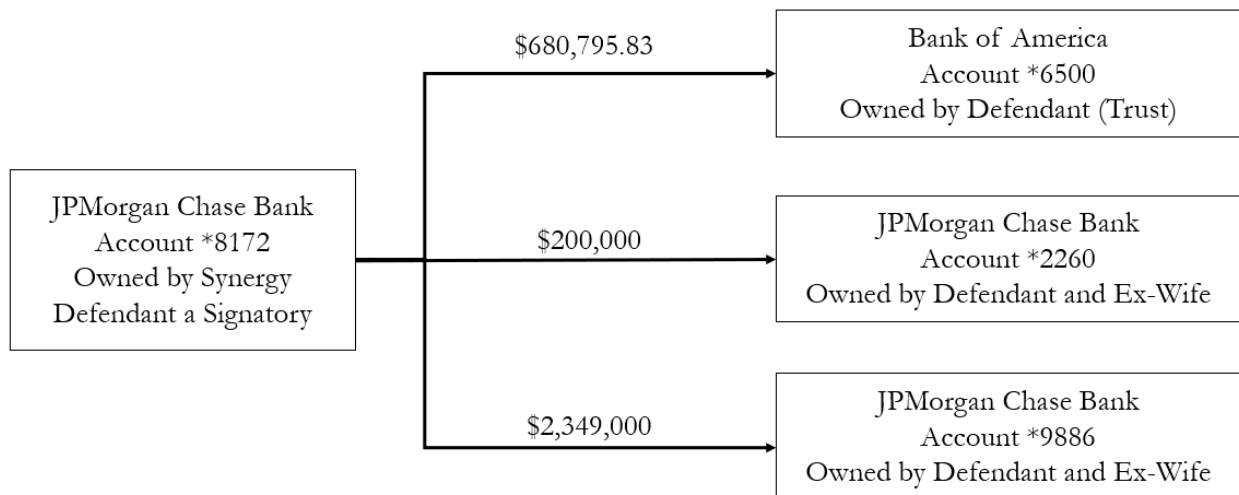 $680,795.83
Bank of America
Account *6500
Owned by Defendant (Trust)
JPMorgan Chase Bank
Account *8172
Owned by Synergy
Defendant a Signatory
$200,000
JPMorgan Chase Bank
Account *2260
Owned by Defendant and Ex-Wife
$2,349,000
JPMorgan Chase Bank
Account *9886
Owned by Defendant and Ex-Wife